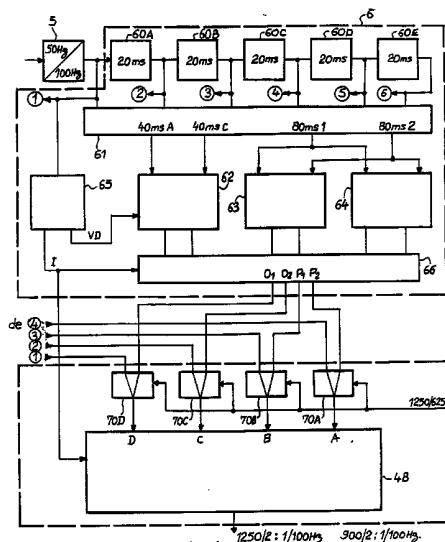 5
6
60A 60B 60C 60D 60E
50Hz
100Hz
20ms 20ms 20ms 20ms 20ms
1
2 3 4 5 6
61
40ms A 40ms C 80ms 1 80ms 2
65
62
63
64
VD
I
66
O1 O2 P1 P2
de 4
3
2
1
1250/625
70D 70C 70B 70A
D C B A
48
1250/2 : 1/100Hz 900/2 : 1/100Hz.